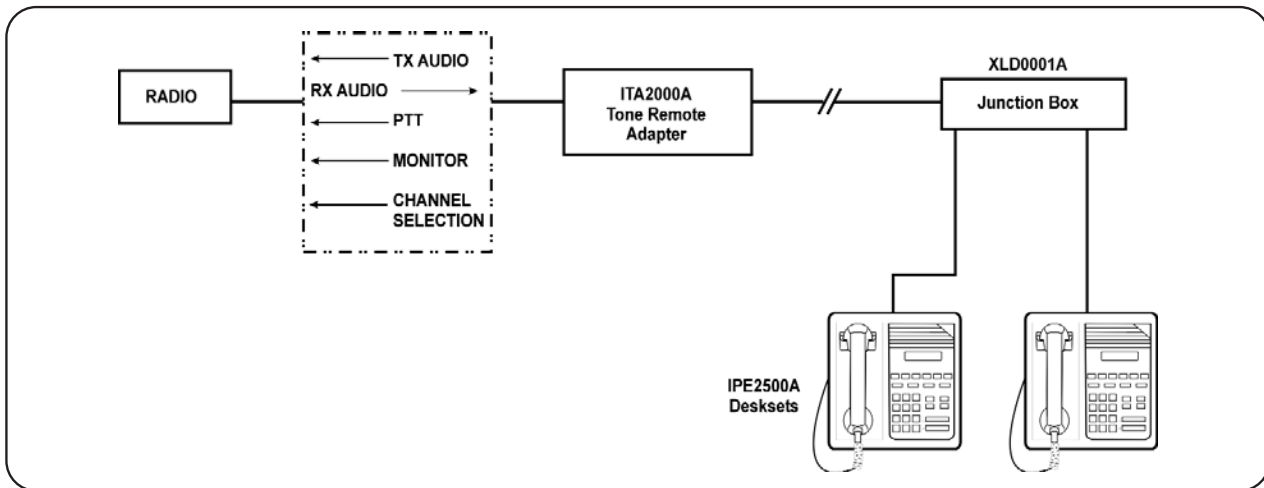 RADIO
TX AUDIO
RX AUDIO
PTT
MONITOR
CHANNEL
SELECTION
ITA2000A
Tone Remote
Adapter
XLD0001A
Junction Box
IPE2500A
Desksets